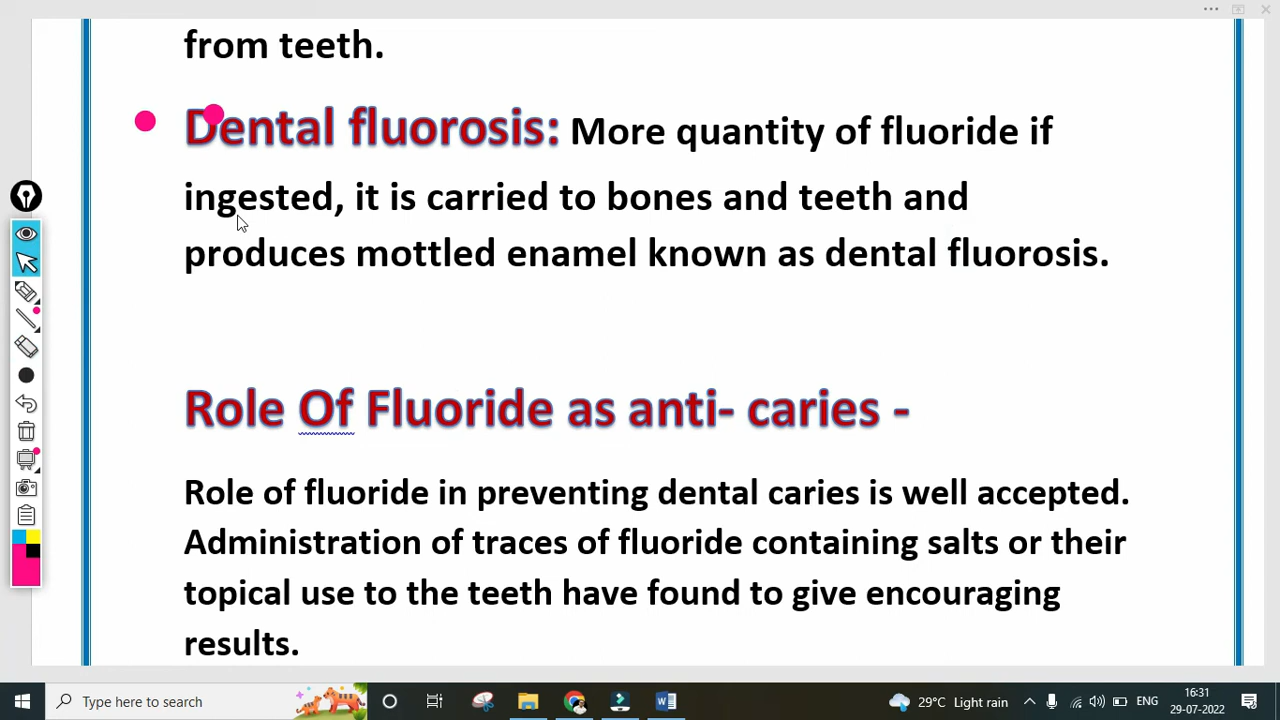 from teeth.
Dental fluorosis: More quantity of fluoride if
ingested, it is carried to bones and teeth and
produces mottled enamel known as dental fluorosis.
Role Of Fluoride as anti- caries -
Role of fluoride in preventing dental caries is well accepted.
Administration of traces of fluoride containing salts or their
topical use to the teeth have found to give encouraging
results.
Type here to search
29°C Light rain
ENG
16:31
29-07-2022